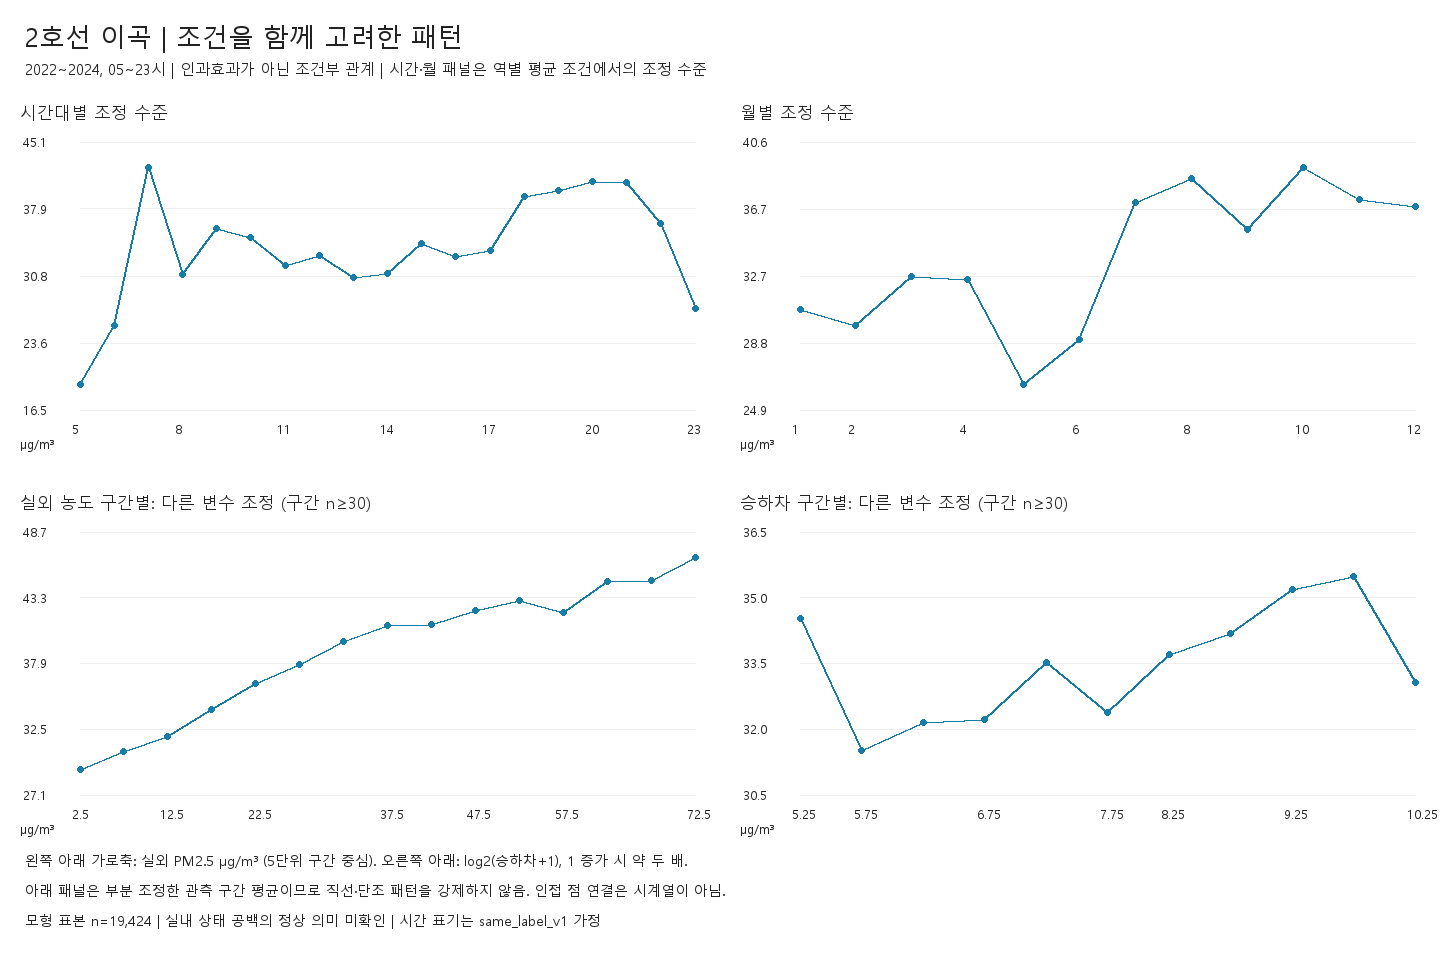 2호선 이곡 | 조건을 함께 고려한 패턴
2022~2024, 05~23시 | 인과효과가 아닌 조건부 관계 | 시간·월 패널은 역별 평균 조건에서의 조정 수준
시간대별 조정 수준
45.1
37.9
30.8
23.6
16.5
5 8 11 14 17 20 23
µg/m³
월별 조정 수준
40.6
36.7
32.7
28.8
24.9
1 2 4 6 8 10 12
µg/m³
실외 농도 구간별: 다른 변수 조정 (구간 n≥30)
48.7
43.3
37.9
32.5
27.1
2.5 12.5 22.5 37.5 47.5 57.5 72.5
µg/m³
승하차 구간별: 다른 변수 조정 (구간 n≥30)
36.5
35.0
33.5
32.0
30.5
5.25 5.75 6.75 7.75 8.25 9.25 10.25
µg/m³
왼쪽 아래 가로축: 실외 PM2.5 µg/m³ (5단위 구간 중심). 오른쪽 아래: log2(승하차+1), 1 증가 시 약 두 배.
아래 패널은 부분 조정한 관측 구간 평균이므로 직선·단조 패턴을 강제하지 않음. 인접 점 연결은 시계열이 아님.
모형 표본 n=19,424 | 실내 상태 공백의 정상 의미 미확인 | 시간 표기는 same_label_v1 가정